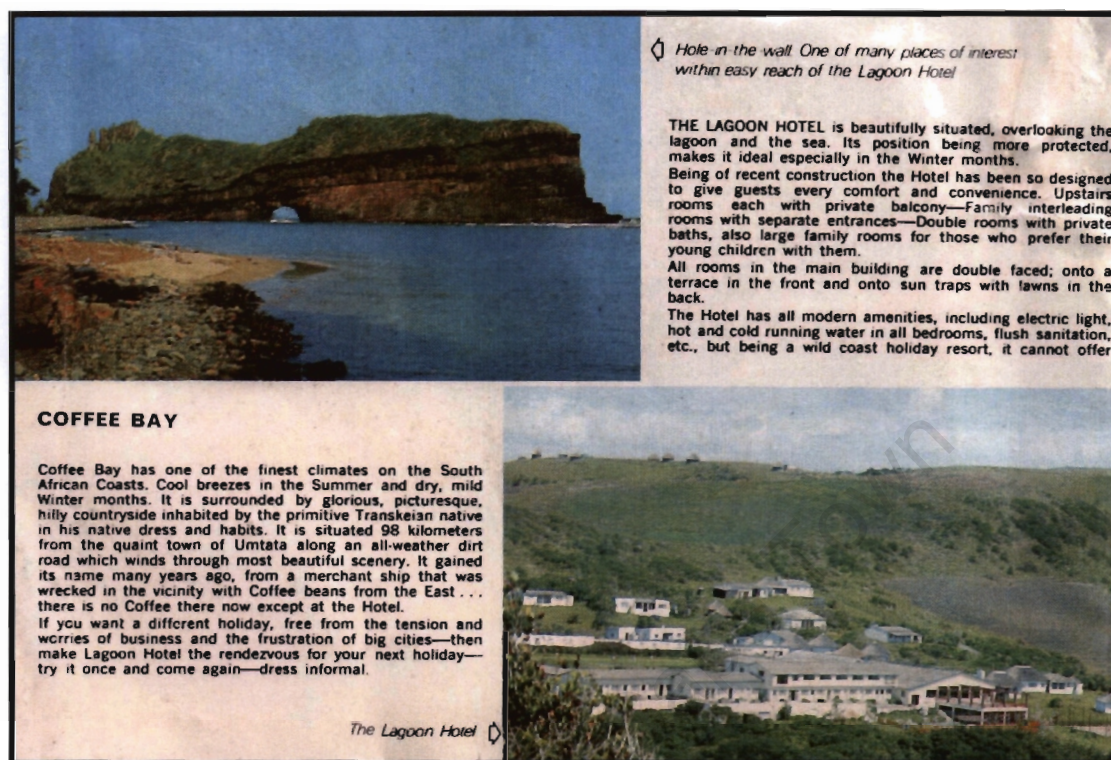 Hole-in-the-wall. One of many places of interest
within easy reach of the Lagoon Hotel
THE LAGOON HOTEL is beautifully situated, overlooking the
lagoon and the sea. Its position being more protected,
makes it ideal especially in the Winter months.
Being of recent construction the Hotel has been so designed
to give guests every comfort and convenience. Upstairs
rooms each with private balcony—Family interleading
rooms with separate entrances—Double rooms with private
baths, also large family rooms for those who prefer their
young children with them.
All rooms in the main building are double faced; onto a
terrace in the front and onto sun traps with lawns in the
back.
The Hotel has all modern amenities, including electric light,
hot and cold running water in all bedrooms, flush sanitation,
etc., but being a wild coast holiday resort, it cannot offer
COFFEE BAY
Coffee Bay has one of the finest climates on the South
African Coasts. Cool breezes in the Summer and dry, mild
Winter months. It is surrounded by glorious, picturesque,
hilly countryside inhabited by the primitive Transkeian native
in his native dress and habits. It is situated 98 kilometers
from the quaint town of Umtata along an all-weather dirt
road which winds through most beautiful scenery. It gained
its name many years ago, from a merchant ship that was
wrecked in the vicinity with Coffee beans from the East . . .
there is no Coffee there now except at the Hotel.
If you want a different holiday, free from the tension and
worries of business and the frustration of big cities—then
make Lagoon Hotel the rendezvous for your next holiday—
try it once and come again—dress informal.
The Lagoon Hotel